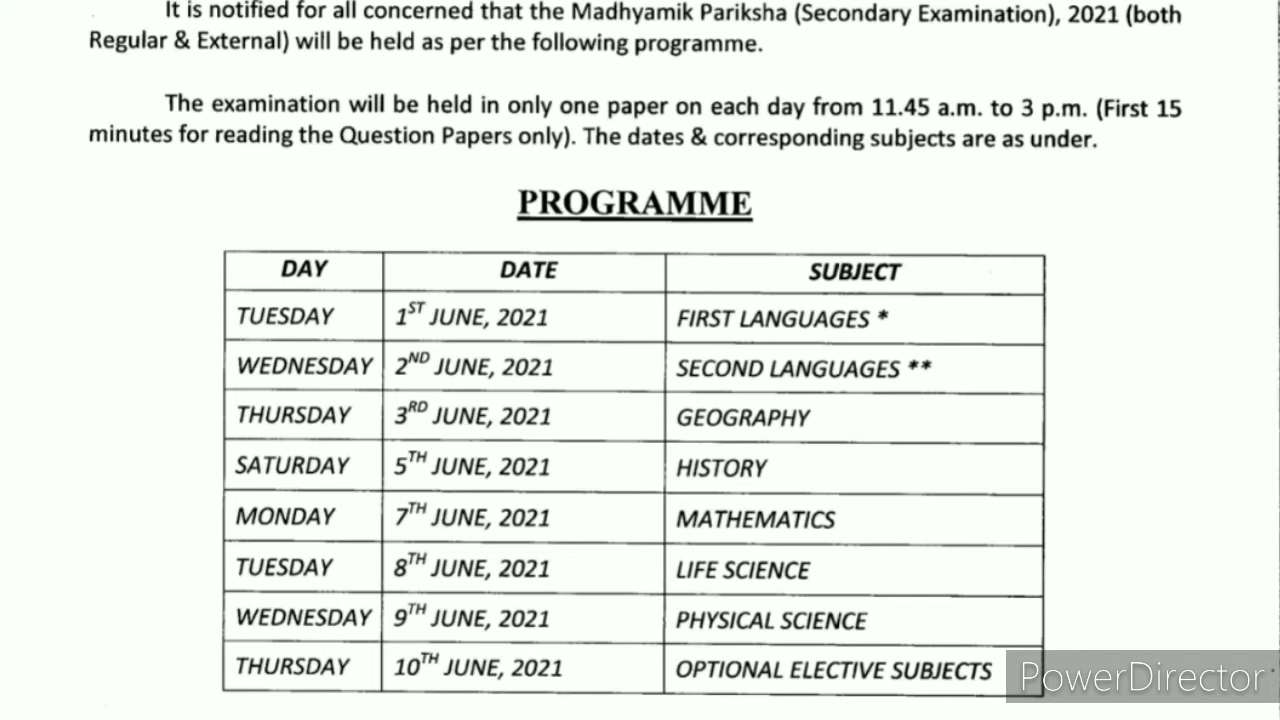 It is notified for all concerned that the Madhyamik Pariksha (Secondary Examination), 2021 (both
Regular & External) will be held as per the following programme.
The examination will be held in only one paper on each day from 11.45 a.m. to 3 p.m. (First 15
minutes for reading the Question Papers only). The dates & corresponding subjects are as under.
PROGRAMME
DAY DATE SUBJECT
TUESDAY 1ST JUNE, 2021 FIRST LANGUAGES *
WEDNESDAY 2ND JUNE, 2021 SECOND LANGUAGES **
THURSDAY 3RD JUNE, 2021 GEOGRAPHY
SATURDAY 5TH JUNE, 2021 HISTORY
MONDAY 7TH JUNE, 2021 MATHEMATICS
TUESDAY 8TH JUNE, 2021 LIFE SCIENCE
WEDNESDAY 9TH JUNE, 2021 PHYSICAL SCIENCE
THURSDAY 10TH JUNE, 2021 OPTIONAL ELECTIVE SUBJECTS
PowerDirector